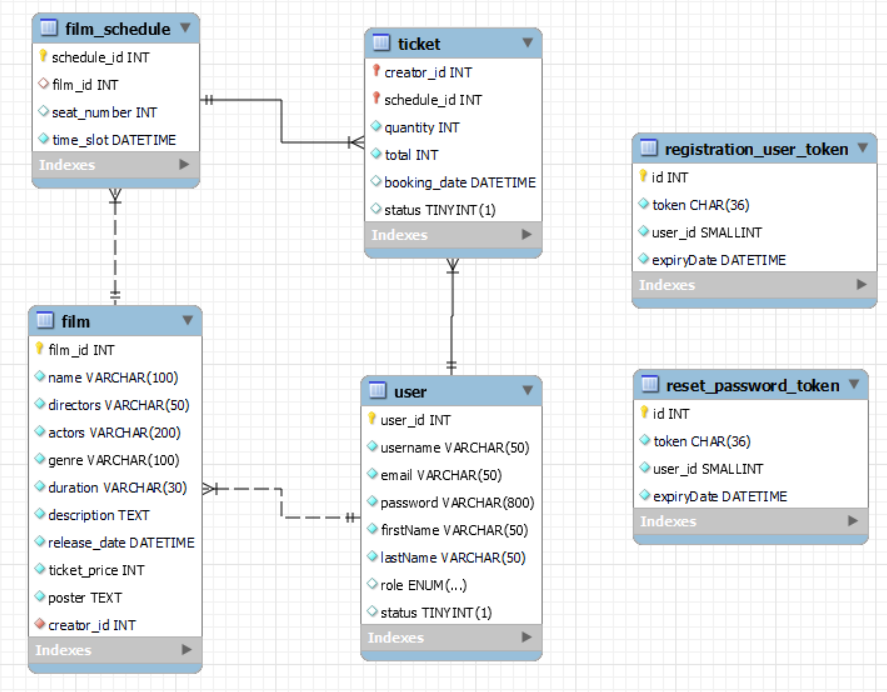 film_schedule
schedule_id INT
film_id INT
seat_number INT
time_slot DATETIME
Indexes
ticket
creator_id INT
schedule_id INT
quantity INT
total INT
booking_date DATETIME
status TINYINT(1)
Indexes
registration_user_token
id INT
token CHAR(36)
user_id SMALLINT
expiryDate DATETIME
Indexes
film
film_id INT
name VARCHAR(100)
directors VARCHAR(50)
actors VARCHAR(200)
genre VARCHAR(100)
duration VARCHAR(30)
description TEXT
release_date DATETIME
ticket_price INT
poster TEXT
creator_id INT
Indexes
user
user_id INT
username VARCHAR(50)
email VARCHAR(50)
password VARCHAR(800)
firstName VARCHAR(50)
lastName VARCHAR(50)
role ENUM(...)
status TINYINT(1)
Indexes
reset_password_token
id INT
token CHAR(36)
user_id SMALLINT
expiryDate DATETIME
Indexes